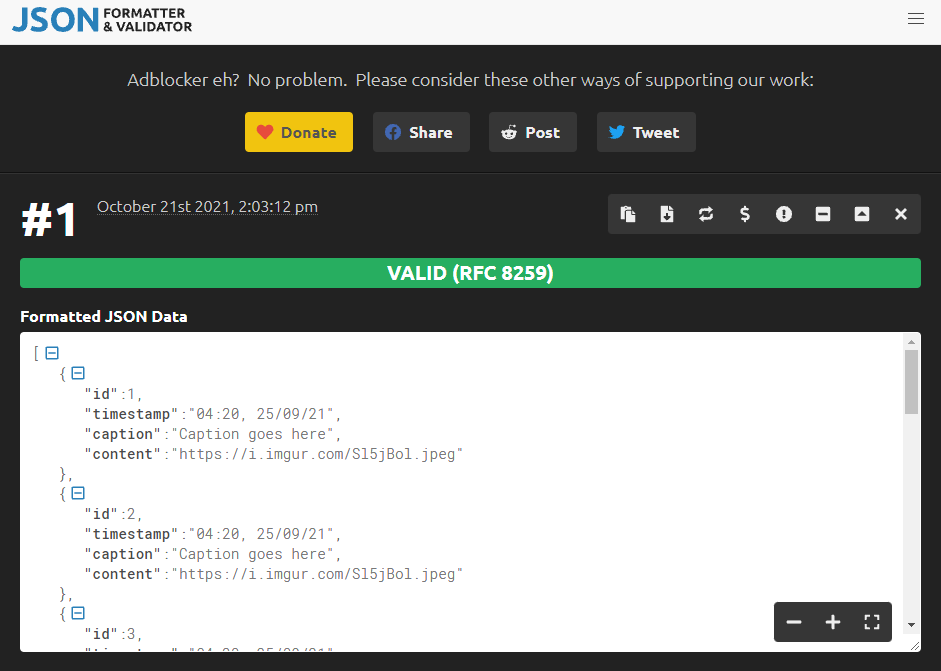 JSON FORMATTER
& VALIDATOR
Adblocker eh? No problem. Please consider these other ways of supporting our work:
Donate Share Post Tweet
#1 October 21st 2021, 2:03:12 pm
VALID (RFC 8259)
Formatted JSON Data
[
{
"id":1,
"timestamp":"04:20, 25/09/21",
"caption":"Caption goes here",
"content":"https://i.imgur.com/Sl5jBol.jpeg"
},
{
"id":2,
"timestamp":"04:20, 25/09/21",
"caption":"Caption goes here",
"content":"https://i.imgur.com/Sl5jBol.jpeg"
},
{
"id":3,